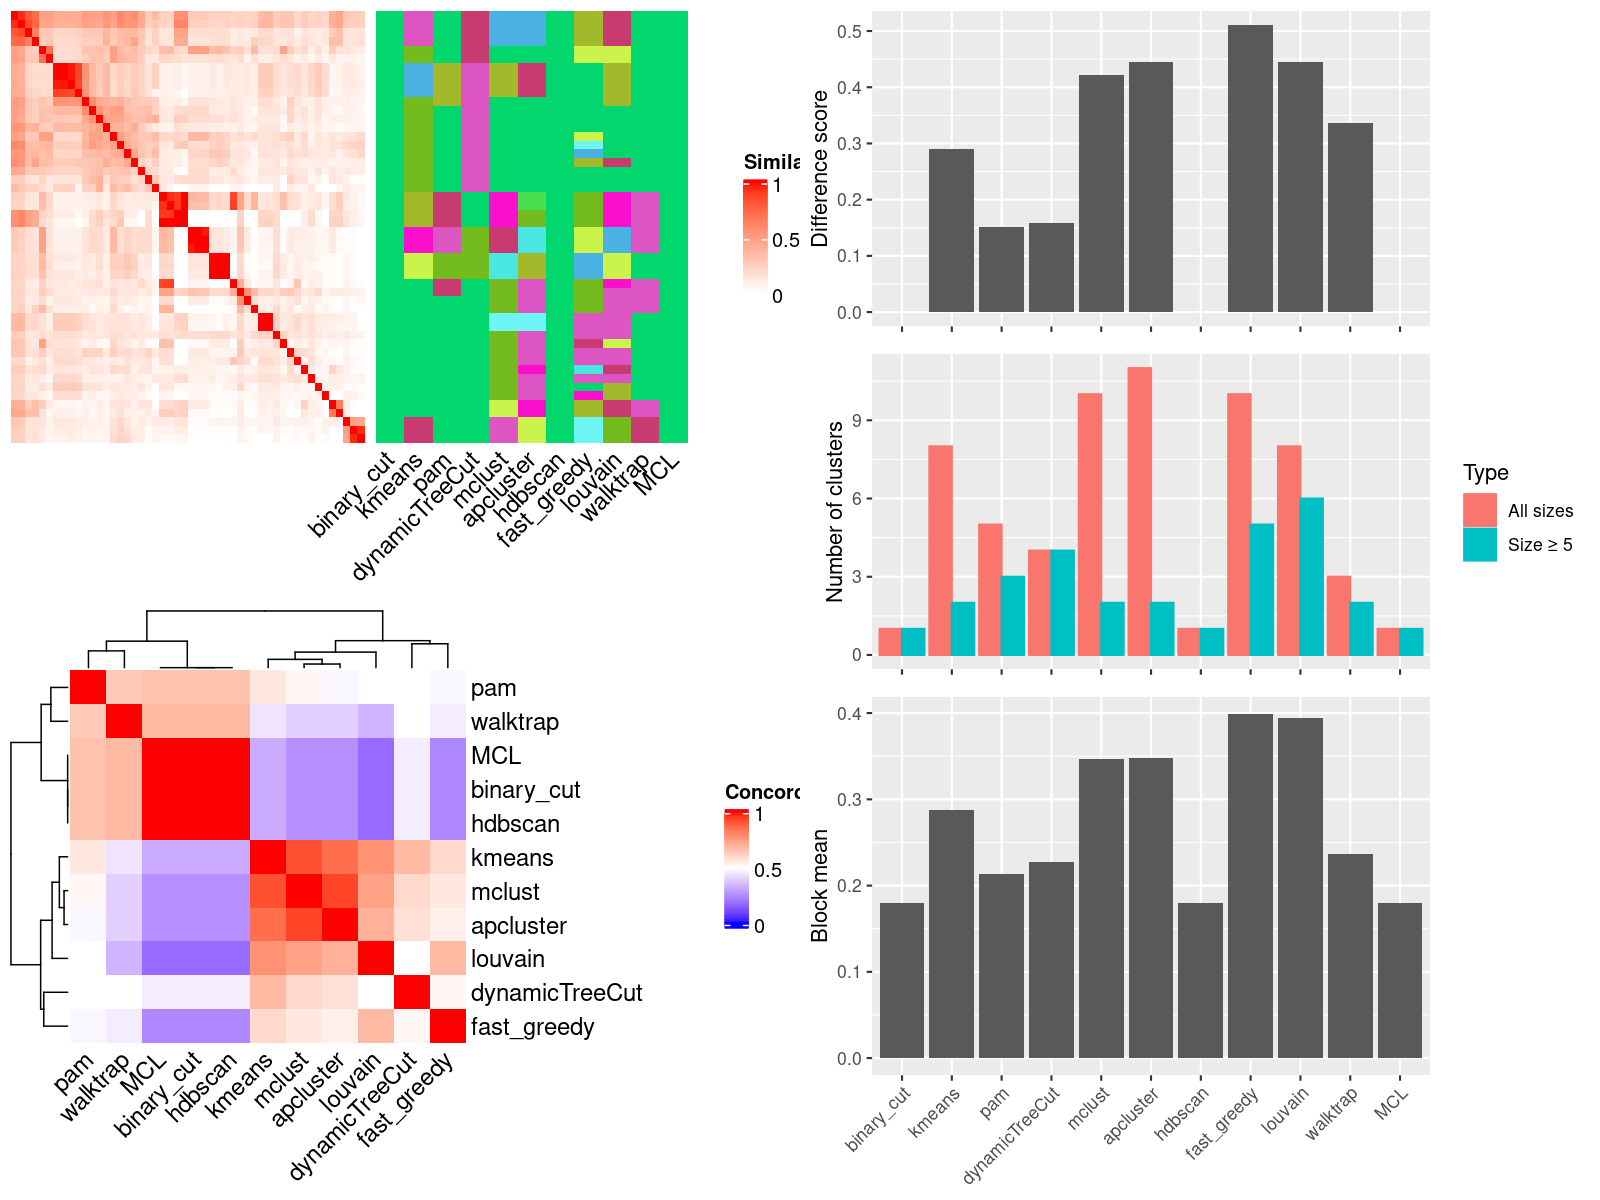 Simila
1
0.5
0
binary_cut
kmeans
pam
dynamicTreeCut
mclust
apcluster
hdbscan
fast_greedy
louvain
walktrap
MCL
pam
walktrap
MCL
binary_cut
hdbscan
kmeans
mclust
apcluster
louvain
dynamicTreeCut
fast_greedy
pam
walktrap
MCL
binary_cut
hdbscan
kmeans
mclust
apcluster
louvain
dynamicTreeCut
fast_greedy
Concord
1
0.5
0
Difference score
0.5
0.4
0.3
0.2
0.1
0.0
Number of clusters
9
6
3
0
Type
All sizes
Size ≥ 5
Block mean
0.4
0.3
0.2
0.1
0.0
binary_cut
kmeans
pam
dynamicTreeCut
mclust
apcluster
hdbscan
fast_greedy
louvain
walktrap
MCL